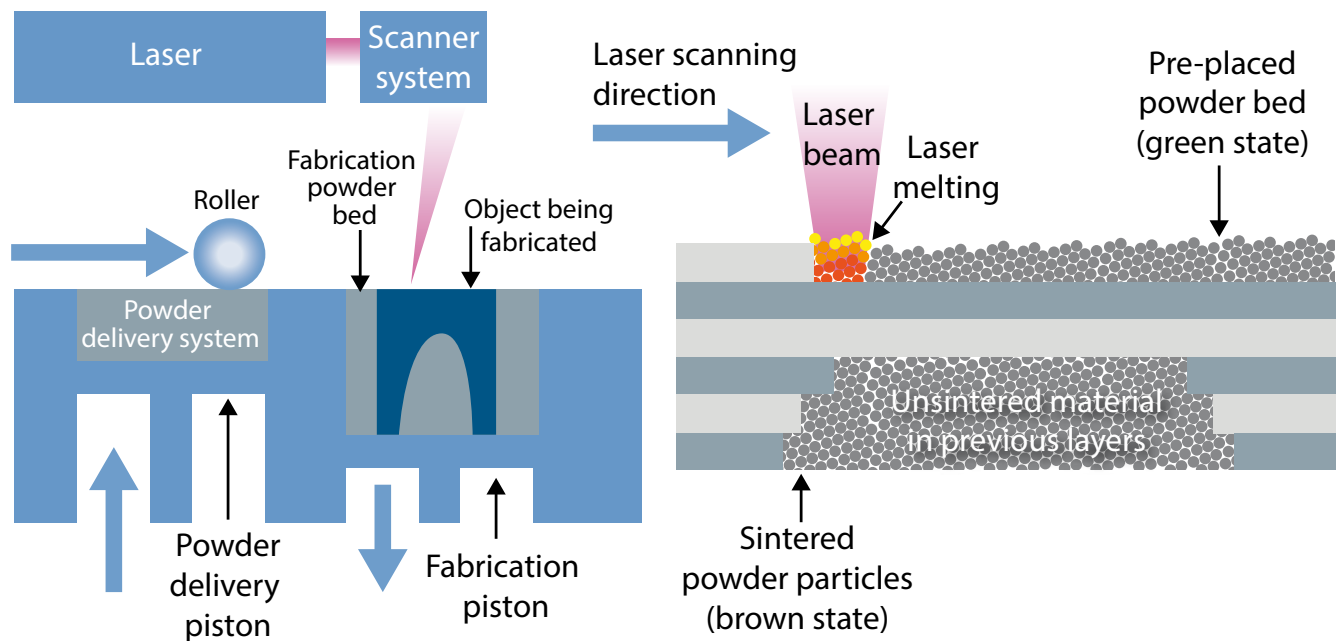 Laser
Scanner
system
Fabrication
powder
bed
Roller
Object being
fabricated
Powder
delivery system
Powder
delivery
piston
Fabrication
piston
Laser scanning
direction
Laser
beam
Laser
melting
Pre-placed
powder bed
(green state)
Unsintered material
in previous layers
Sintered
powder particles
(brown state)